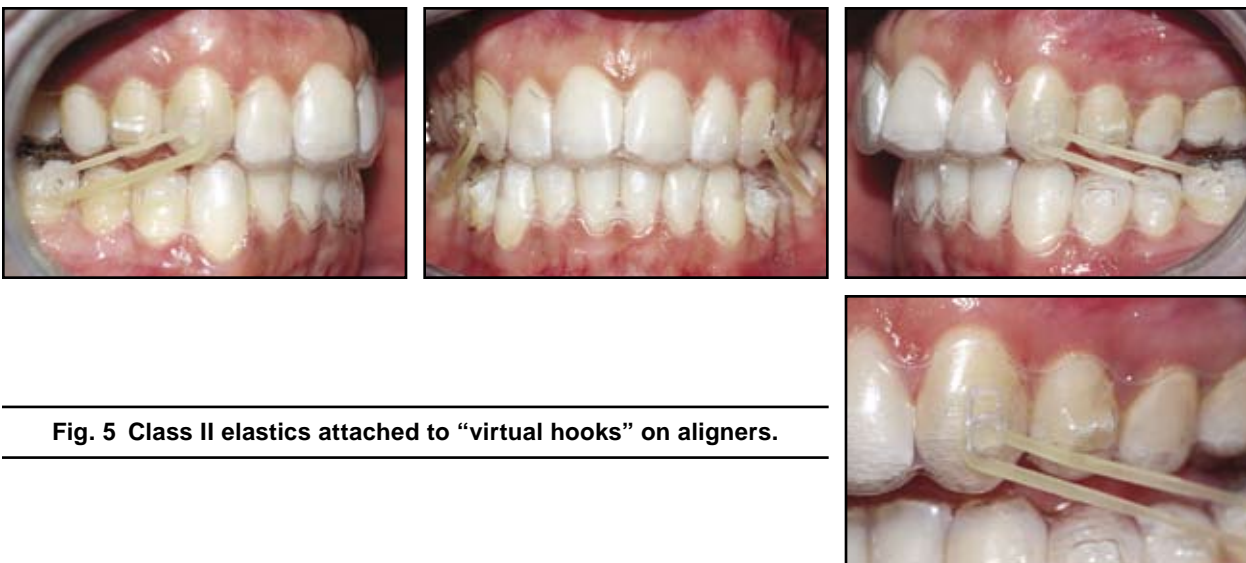 Fig. 5 Class II elastics attached to “virtual hooks” on aligners.